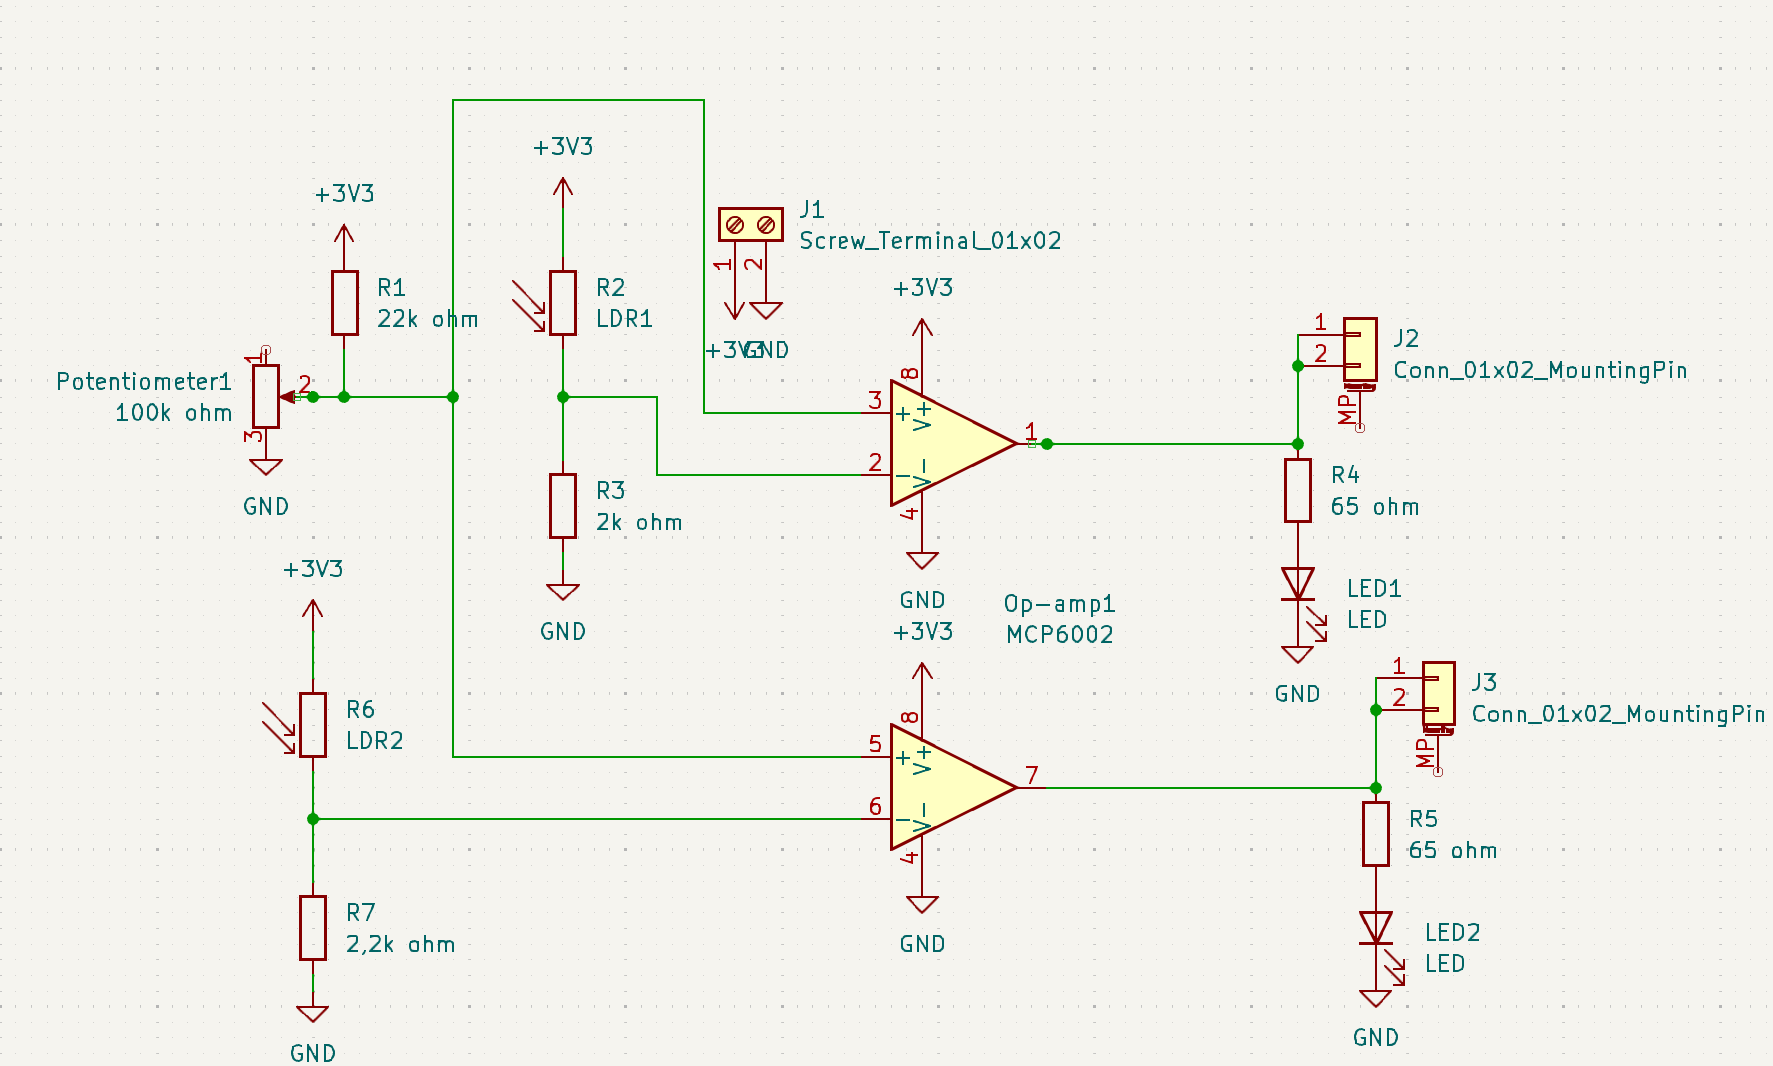 +3V3
+3V3
J1
Screw_Terminal_01x02
1
2
+3V3
GND
R1
22k ohm
R2
LDR1
+3V3
Potentiometer1
100k ohm
1
2
3
GND
8
3
+
V+
2
-
V-
4
1
GND
1
2
J2
Conn_01x02_MountingPin
MP
R3
2k ohm
GND
R4
65 ohm
LED1
LED
GND
+3V3
Op-amp1
MCP6002
+3V3
R6
LDR2
8
5
+
V+
6
-
V-
4
7
GND
1
2
J3
Conn_01x02_MountingPin
MP
R7
2,2k ohm
GND
R5
65 ohm
LED2
LED
GND